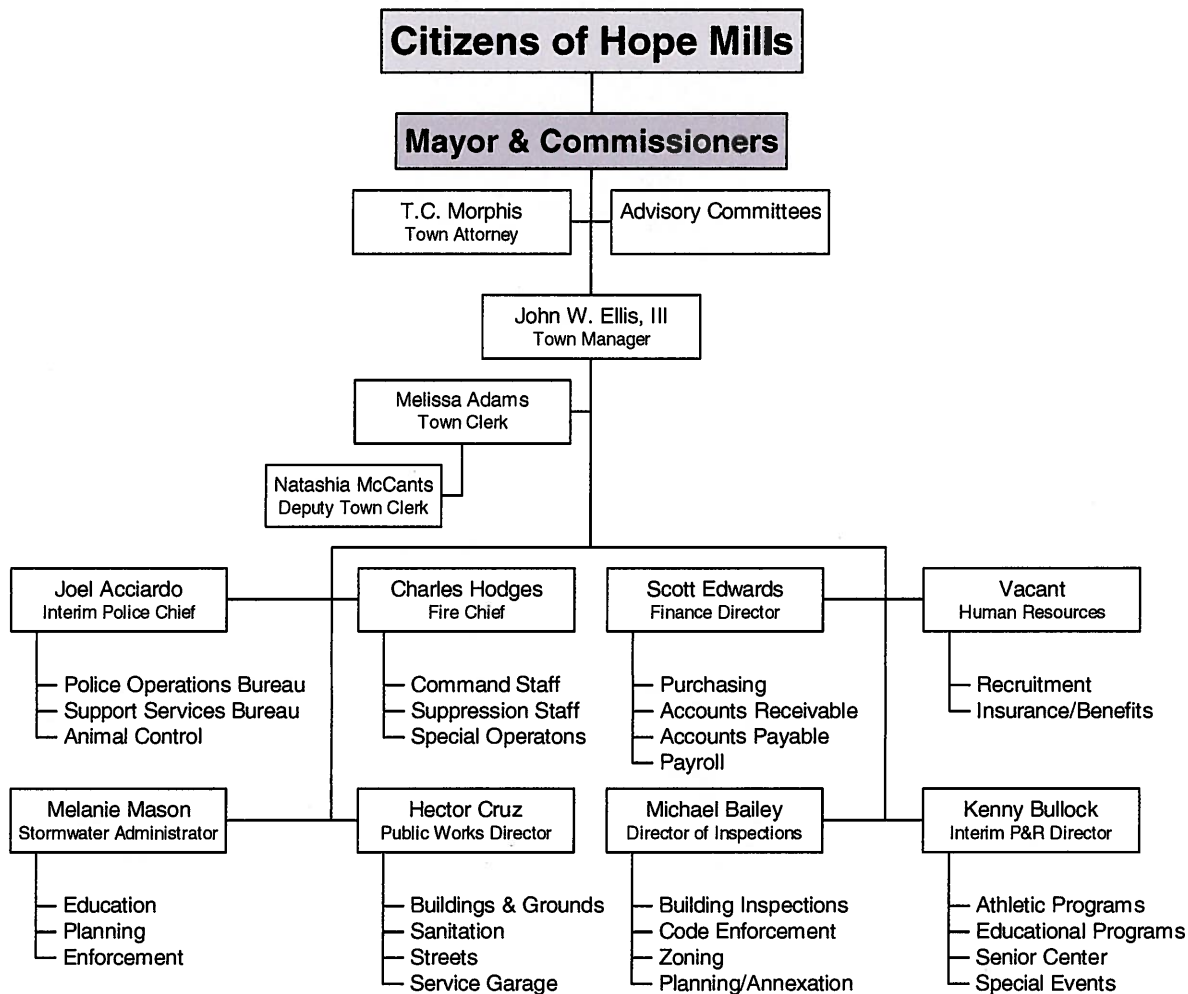 Citizens of Hope Mills
Mayor & Commissioners
T.C. Morphis
Town Attorney
Advisory Committees
John W. Ellis, III
Town Manager
Melissa Adams
Town Clerk
Natashia McCants
Deputy Town Clerk
Joel Acciardo
Interim Police Chief
Police Operations Bureau
Support Services Bureau
Animal Control
Charles Hodges
Fire Chief
Command Staff
Suppression Staff
Special Operatons
Scott Edwards
Finance Director
Purchasing
Accounts Receivable
Accounts Payable
Payroll
Vacant
Human Resources
Recruitment
Insurance/Benefits
Melanie Mason
Stormwater Administrator
Education
Planning
Enforcement
Hector Cruz
Public Works Director
Buildings & Grounds
Sanitation
Streets
Service Garage
Michael Bailey
Director of Inspections
Building Inspections
Code Enforcement
Zoning
Planning/Annexation
Kenny Bullock
Interim P&R Director
Athletic Programs
Educational Programs
Senior Center
Special Events